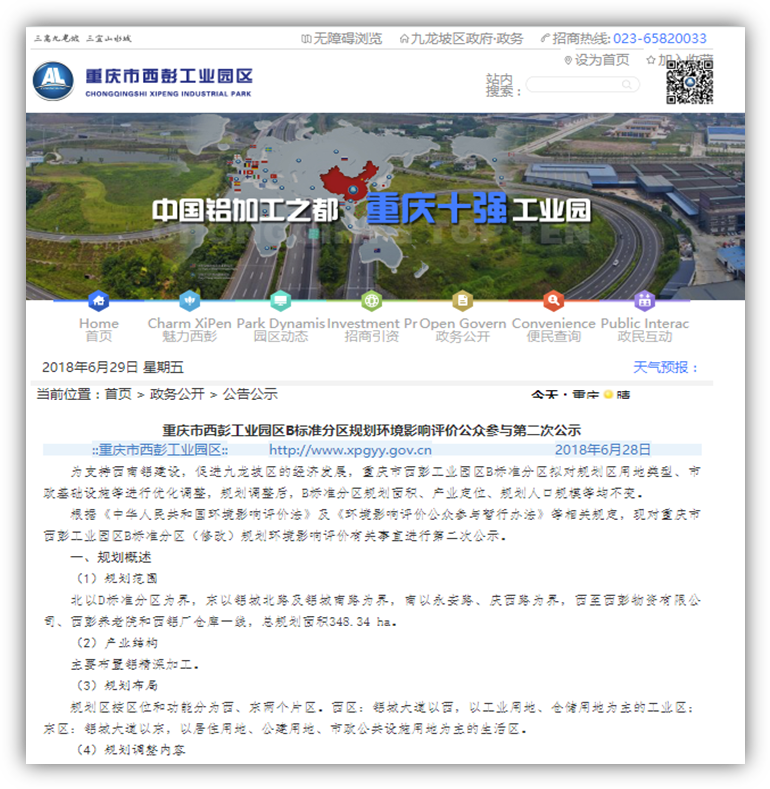 三高九龙坡 三宜山水城
无障碍浏览 九龙坡区政府·政务 招商热线:023-65820033
设为首页 加入收藏
重庆市西彭工业园区
CHONGQINGSHI XIPENG INDUSTRIAL PARK
站内搜索:
中国铝加工之都 重庆十强 工业园
Home Charm XiPen Park Dynamis Investment Pr Open Govern Convenience Public Interac
首页 魅力西彭 园区动态 招商引资 政务公开 便民查询 政民互动
2018年6月29日 星期五 天气预报:
当前位置:首页 > 政务公开 > 公告公示 今天:重庆 晴
重庆市西彭工业园区B标准分区规划环境影响评价公众参与第二次公示
::重庆市西彭工业园区:: http://www.xpgyy.gov.cn 2018年6月28日
为支持西南铝建设，促进九龙坡区的经济发展，重庆市西彭工业园区B标准分区拟对规划区用地类型、市
政基础设施等进行优化调整，规划调整后，B标准分区规划面积、产业定位、规划人口规模等均不变。
根据《中华人民共和国环境影响评价法》及《环境影响评价公众参与暂行办法》等相关规定，现对重庆市
西彭工业园区B标准分区（修改）规划环境影响评价有关事宜进行第二次公示。
一、规划概述
（1）规划范围
北以D标准分区为界，东以铝城北路及铝城南路为界，南以永安路、庆西路为界，西至西彭物资有限公
司、西彭养老院和西铝厂仓库一线，总规划面积348.34 ha。
（2）产业结构
主要布置铝精深加工。
（3）规划布局
规划区按区位和功能分为西、东两个片区。西区：铝城大道以西，以工业用地、仓储用地为主的工业区；
东区：铝城大道以东，以居住用地、公建用地、市政公共设施用地为主的生活区。
（4）规划调整内容